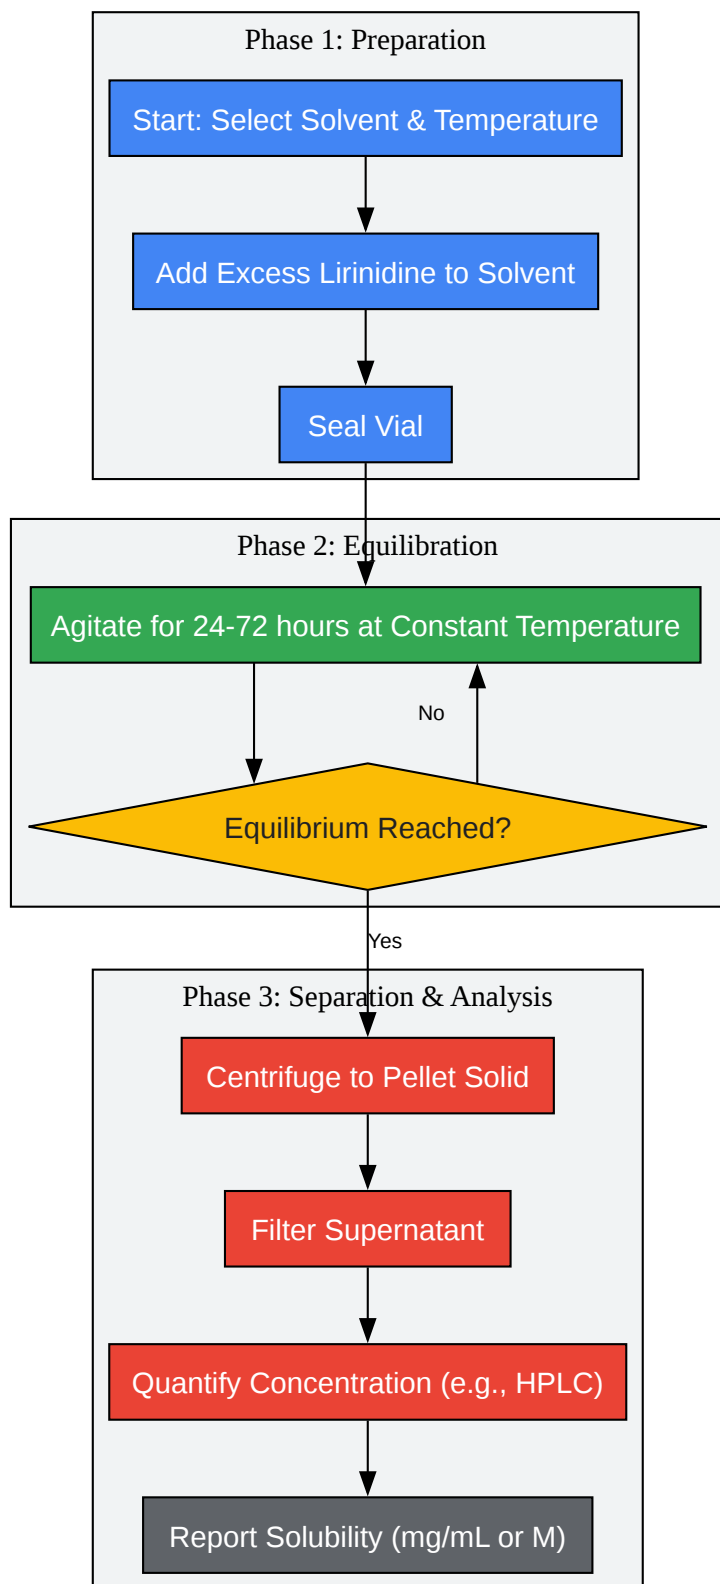 Phase 1: Preparation
Start: Select Solvent & Temperature
Add Excess Lirinidine to Solvent
Seal Vial
Phase 2: Equilibration
Agitate for 24-72 hours at Constant Temperature
No
Equilibrium Reached?
Yes
Phase 3: Separation & Analysis
Centrifuge to Pellet Solid
Filter Supernatant
Quantify Concentration (e.g., HPLC)
Report Solubility (mg/mL or M)